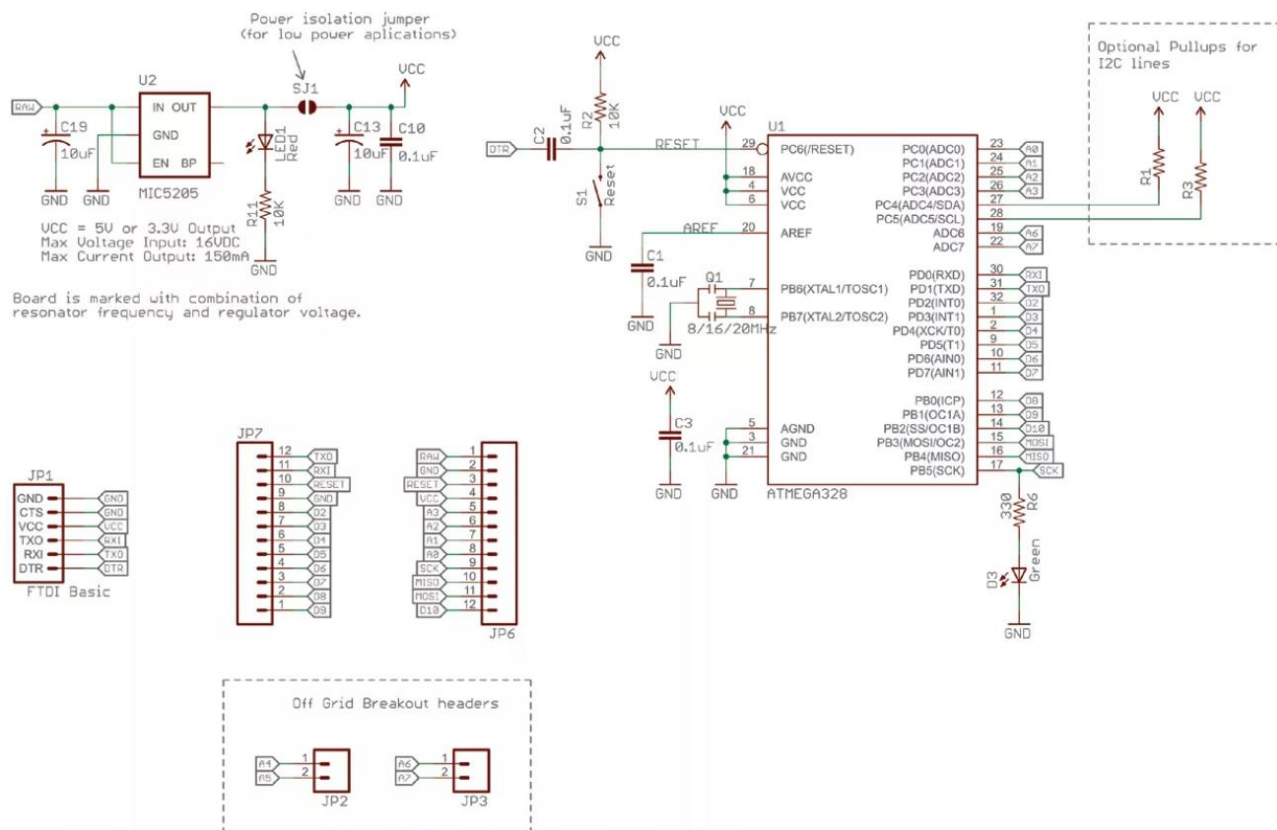 Power isolation jumper
(for low power aplications)
VCC
U2
SJ1
RAW
IN OUT
GND
EN BP
MIC5205
C19
10uF
GND
GND
LED1
Red
R11
10K
GND
C13
10uF
GND
C10
0.1uF
GND
VCC = 5V or 3.3V Output
Max Voltage Input: 16VDC
Max Current Output: 150mA
Board is marked with combination of
resonator frequency and regulator voltage.
VCC
R2
10K
C2
0.1uF
DTR
RESET
S1
Reset
GND
VCC
U1
29 PC6(/RESET)
18 AVCC
4 VCC
6 VCC
AREF 20 AREF
C1
0.1uF
GND
Q1
8/16/20MHz
GND
7 PB6(XTAL1/TOSC1)
8 PB7(XTAL2/TOSC2)
VCC
C3
0.1uF
GND
5 AGND
3 GND
21 GND
GND
ATMEGA328
PC0(ADC0) 23 A0
PC1(ADC1) 24 A1
PC2(ADC2) 25 A2
PC3(ADC3) 26 A3
PC4(ADC4/SDA) 27
PC5(ADC5/SCL) 28
ADC6 19 A6
ADC7 22 A7
PD0(RXD) 30 RXI
PD1(TXD) 31 TXO
PD2(INT0) 32 D2
PD3(INT1) 1 D3
PD4(XCK/T0) 2 D4
PD5(T1) 9 D5
PD6(AIN0) 10 D6
PD7(AIN1) 11 D7
PB0(ICP) 12 D8
PB1(OC1A) 13 D9
PB2(SS/OC1B) 14 D10
PB3(MOSI/OC2) 15 MOSI
PB4(MISO) 16 MISO
PB5(SCK) 17 SCK
330
R6
D3
Green
GND
Optional Pullups for
I2C lines
VCC
VCC
R1
R3
JP1
GND GND
CTS GND
VCC VCC
TXO RXI
RXI TXO
DTR DTR
FTDI Basic
JP7
12 TXO
11 RXI
10 RESET
9 GND
8 D2
7 D3
6 D4
5 D5
4 D6
3 D7
2 D8
1 D9
RAW 1
GND 2
RESET 3
VCC 4
A3 5
A2 6
A1 7
A0 8
SCK 9
MISO 10
MOSI 11
D10 12
JP6
Off Grid Breakout headers
A4 1
A5 2
JP2
A6 1
A7 2
JP3